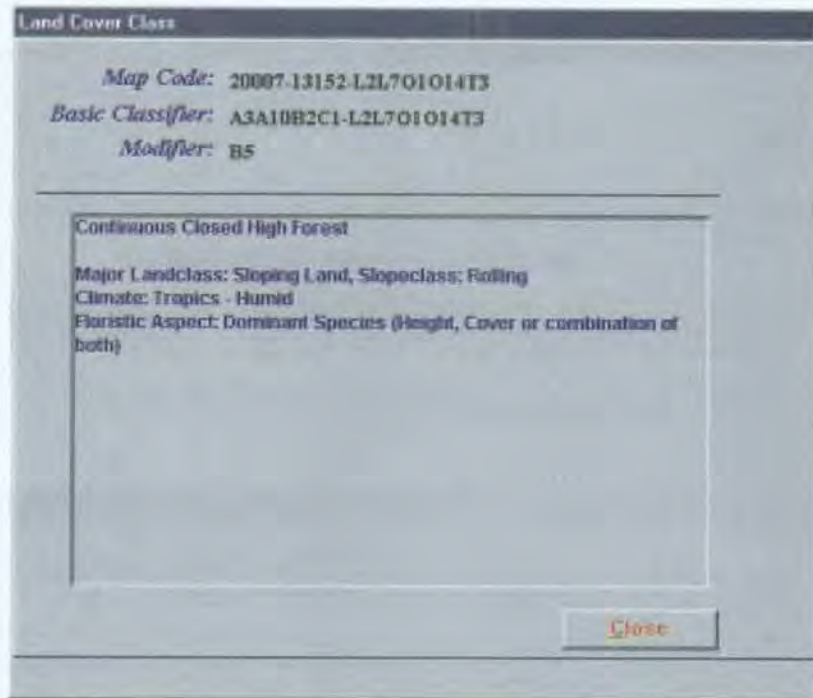 Land Cover Class
Map Code: 20007-13152-L2L7O1O14T3
Basic Classifier: A3A10B2C1-L2L7O1O14T3
Modifier: B5
Continuous Closed High Forest
Major Landclass: Sloping Land, Slopeclass: Rolling
Climate: Tropics - Humid
Floristic Aspect: Dominant Species (Height, Cover or combination of
both)
Close